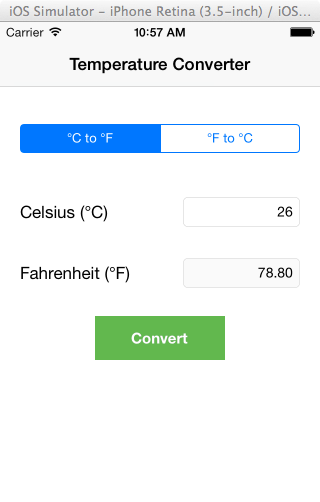 iOS Simulator – iPhone Retina (3.5-inch) / iOS...
Carrier 10:57 AM
Temperature Converter
°C to °F °F to °C
Celsius (°C) 26
Fahrenheit (°F) 78.80
Convert